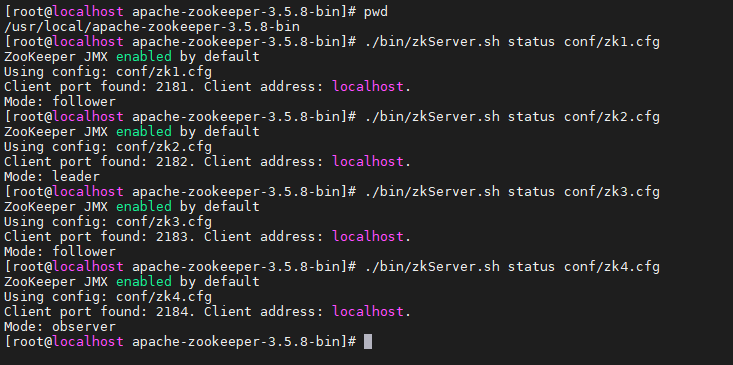 [root@localhost apache-zookeeper-3.5.8-bin]# pwd
/usr/local/apache-zookeeper-3.5.8-bin
[root@localhost apache-zookeeper-3.5.8-bin]# ./bin/zkServer.sh status conf/zk1.cfg
ZooKeeper JMX enabled by default
Using config: conf/zk1.cfg
Client port found: 2181. Client address: localhost.
Mode: follower
[root@localhost apache-zookeeper-3.5.8-bin]# ./bin/zkServer.sh status conf/zk2.cfg
ZooKeeper JMX enabled by default
Using config: conf/zk2.cfg
Client port found: 2182. Client address: localhost.
Mode: leader
[root@localhost apache-zookeeper-3.5.8-bin]# ./bin/zkServer.sh status conf/zk3.cfg
ZooKeeper JMX enabled by default
Using config: conf/zk3.cfg
Client port found: 2183. Client address: localhost.
Mode: follower
[root@localhost apache-zookeeper-3.5.8-bin]# ./bin/zkServer.sh status conf/zk4.cfg
ZooKeeper JMX enabled by default
Using config: conf/zk4.cfg
Client port found: 2184. Client address: localhost.
Mode: observer
[root@localhost apache-zookeeper-3.5.8-bin]#